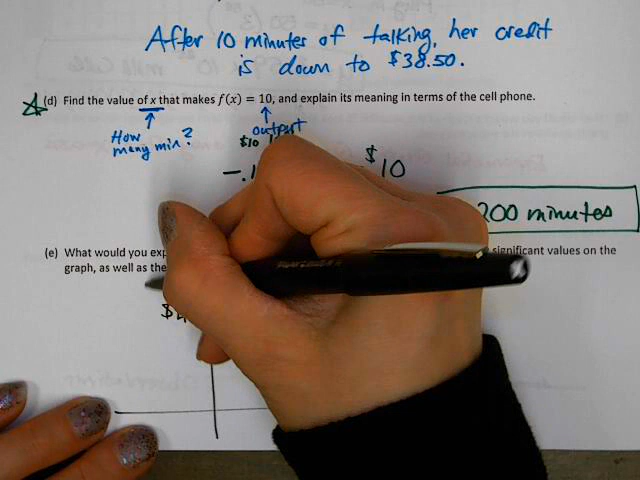 After 10 minutes of talking, her credit
is down to $38.50.
(d) Find the value of x that makes f(x) = 10, and explain its meaning in terms of the cell phone.
How many min?
output
$10
-.1
$10
200 minutes
(e) What would you
significant values on the
graph, as well as the